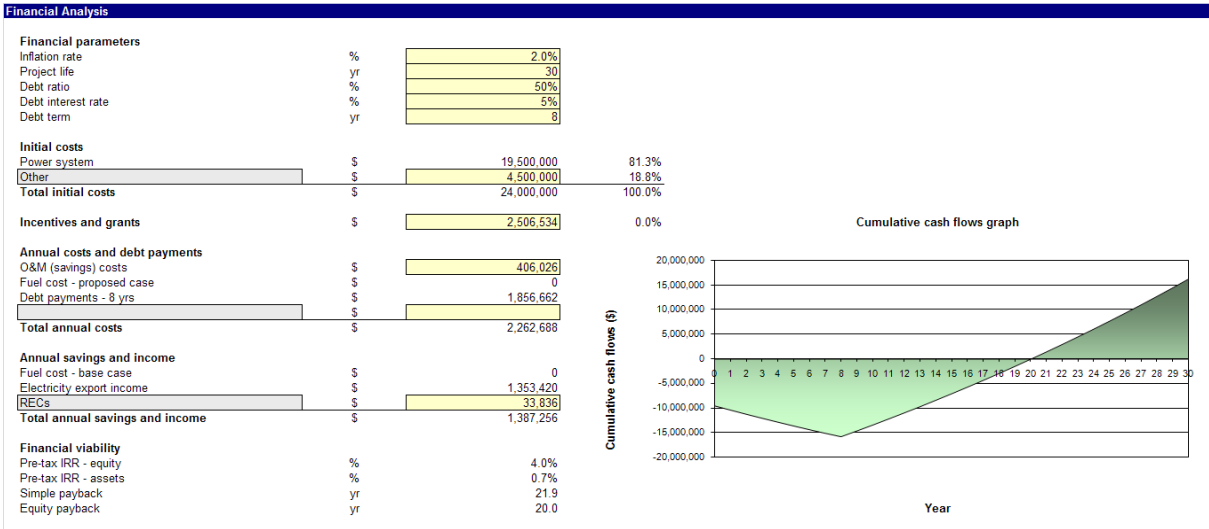 Financial Analysis
Financial parameters
Inflation rate % 2.0%
Project life yr 30
Debt ratio % 50%
Debt interest rate % 5%
Debt term yr 8
Initial costs
Power system $ 19,500,000 81.3%
Other $ 4,500,000 18.8%
Total initial costs $ 24,000,000 100.0%
Incentives and grants $ 2,506,534 0.0%
Annual costs and debt payments
O&M (savings) costs $ 406,026
Fuel cost - proposed case $ 0
Debt payments - 8 yrs $ 1,856,662
$
Total annual costs $ 2,262,688
Annual savings and income
Fuel cost - base case $ 0
Electricity export income $ 1,353,420
RECs $ 33,836
Total annual savings and income $ 1,387,256
Financial viability
Pre-tax IRR - equity % 4.0%
Pre-tax IRR - assets % 0.7%
Simple payback yr 21.9
Equity payback yr 20.0
Cumulative cash flows graph
Cumulative cash flows ($)
20,000,000
15,000,000
10,000,000
5,000,000
0
-5,000,000
-10,000,000
-15,000,000
-20,000,000
0 1 2 3 4 5 6 7 8 9 10 11 12 13 14 15 16 17 18 19 20 21 22 23 24 25 26 27 28 29 30
Year